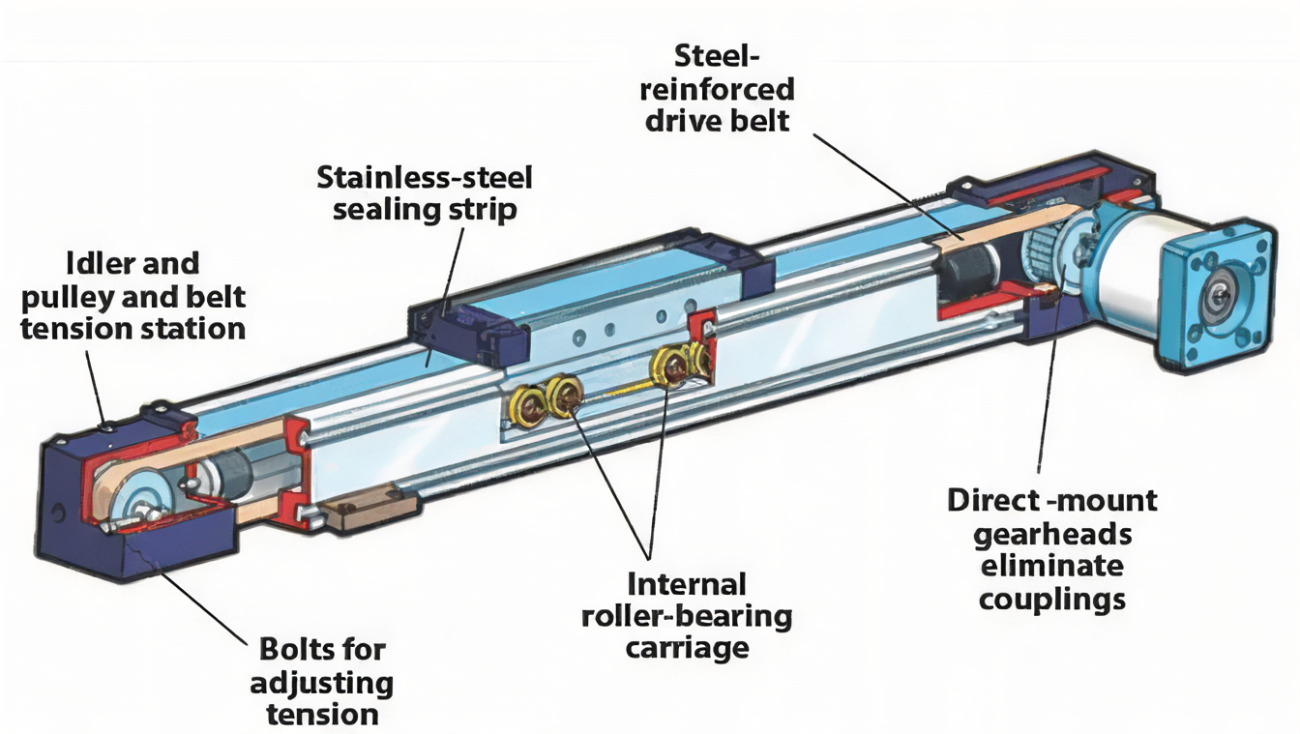 Steel-
reinforced
drive belt
Stainless-steel
sealing strip
Idler and
pulley and belt
tension station
Direct -mount
gearheads
eliminate
couplings
Internal
roller-bearing
carriage
Bolts for
adjusting
tension